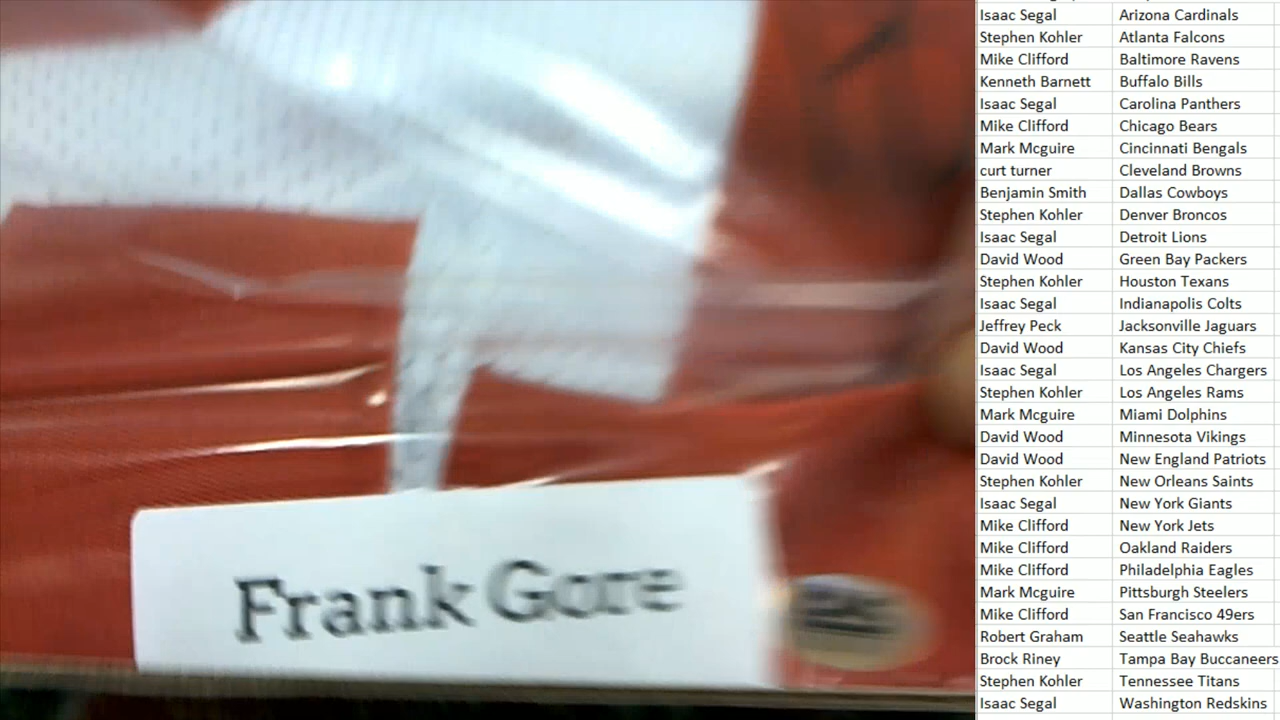 Frank Gore
Isaac Segal Arizona Cardinals
Stephen Kohler Atlanta Falcons
Mike Clifford Baltimore Ravens
Kenneth Barnett Buffalo Bills
Isaac Segal Carolina Panthers
Mike Clifford Chicago Bears
Mark Mcguire Cincinnati Bengals
curt turner Cleveland Browns
Benjamin Smith Dallas Cowboys
Stephen Kohler Denver Broncos
Isaac Segal Detroit Lions
David Wood Green Bay Packers
Stephen Kohler Houston Texans
Isaac Segal Indianapolis Colts
Jeffrey Peck Jacksonville Jaguars
David Wood Kansas City Chiefs
Isaac Segal Los Angeles Chargers
Stephen Kohler Los Angeles Rams
Mark Mcguire Miami Dolphins
David Wood Minnesota Vikings
David Wood New England Patriots
Stephen Kohler New Orleans Saints
Isaac Segal New York Giants
Mike Clifford New York Jets
Mike Clifford Oakland Raiders
Mike Clifford Philadelphia Eagles
Mark Mcguire Pittsburgh Steelers
Mike Clifford San Francisco 49ers
Robert Graham Seattle Seahawks
Brock Riney Tampa Bay Buccaneers
Stephen Kohler Tennessee Titans
Isaac Segal Washington Redskins